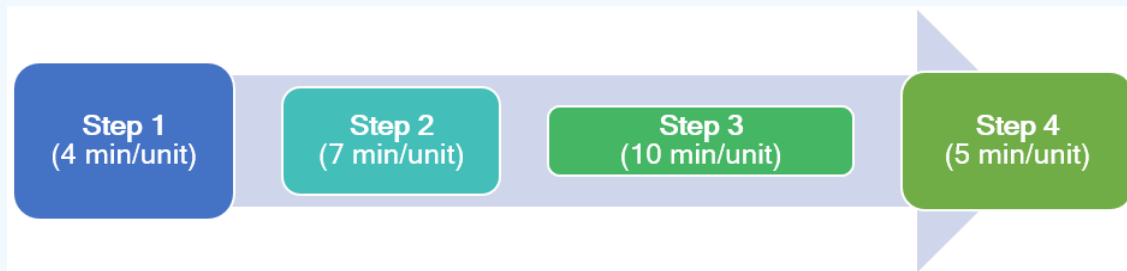 Step 1
(4 min/unit)
Step 2
(7 min/unit)
Step 3
(10 min/unit)
Step 4
(5 min/unit)